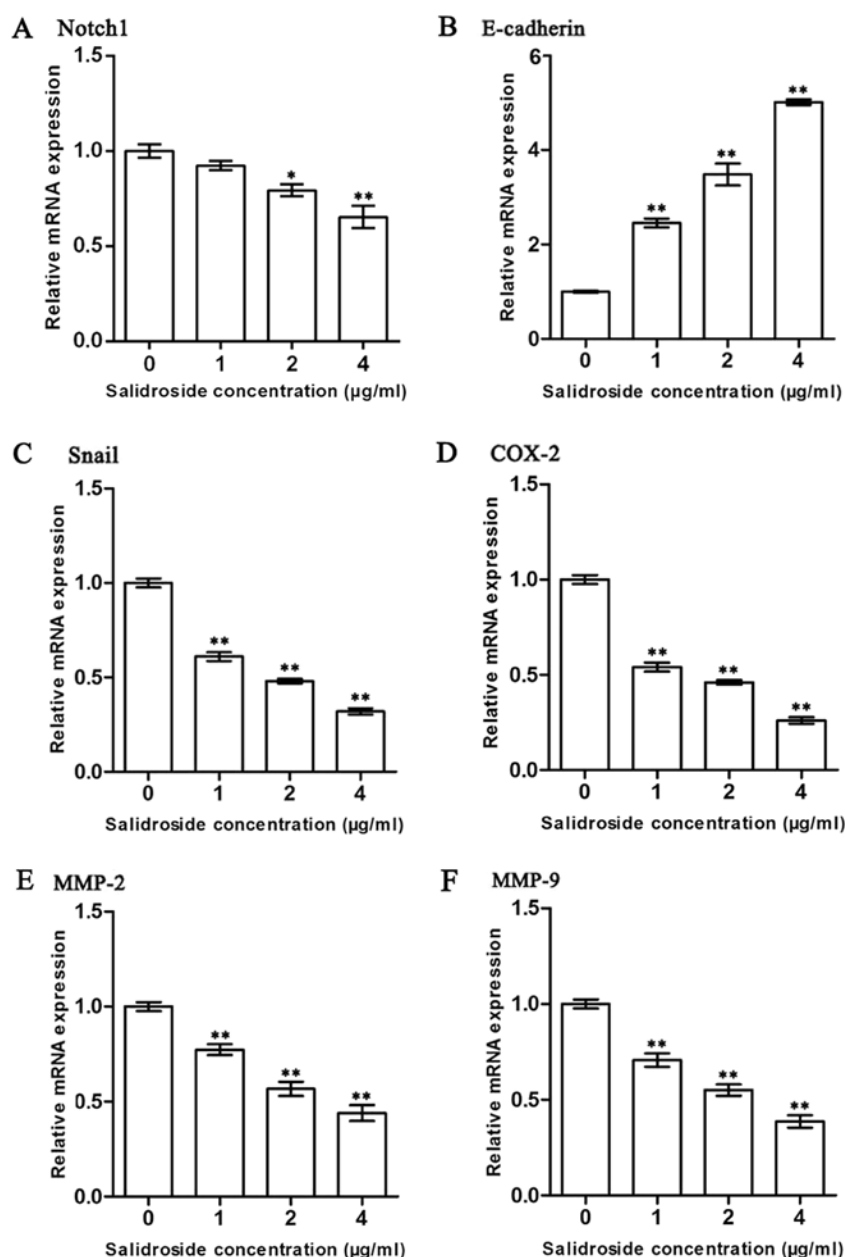 A Notch1
Relative mRNA expression
1.5
1.0
0.5
0.0
*
**
0 1 2 4
Salidroside concentration (µg/ml)
B E-cadherin
Relative mRNA expression
6
4
2
0
**
**
**
0 1 2 4
Salidroside concentration (µg/ml)
C Snail
Relative mRNA expression
1.5
1.0
0.5
0.0
**
**
**
0 1 2 4
Salidroside concentration (µg/ml)
D COX-2
Relative mRNA expression
1.5
1.0
0.5
0.0
**
**
**
0 1 2 4
Salidroside concentration (µg/ml)
E MMP-2
Relative mRNA expression
1.5
1.0
0.5
0.0
**
**
**
0 1 2 4
Salidroside concentration (µg/ml)
F MMP-9
Relative mRNA expression
1.5
1.0
0.5
0.0
**
**
**
0 1 2 4
Salidroside concentration (µg/ml)